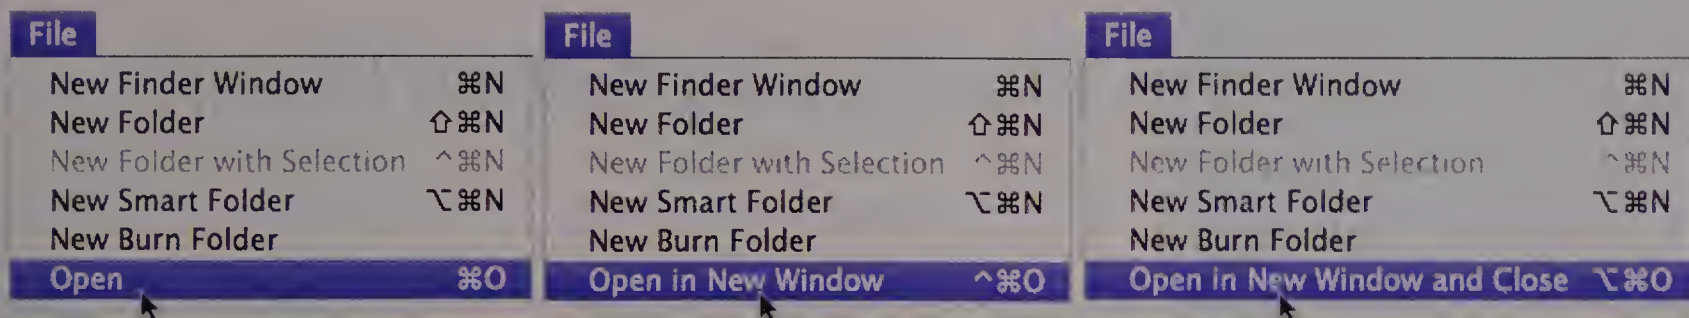 File
New Finder Window ⌘N
New Folder ⇧⌘N
New Folder with Selection ^⌘N
New Smart Folder ⌥⌘N
New Burn Folder
Open ⌘O
File
New Finder Window ⌘N
New Folder ⇧⌘N
New Folder with Selection ^⌘N
New Smart Folder ⌥⌘N
New Burn Folder
Open in New Window ^⌘O
File
New Finder Window ⌘N
New Folder ⇧⌘N
New Folder with Selection ^⌘N
New Smart Folder ⌥⌘N
New Burn Folder
Open in New Window and Close ⌥⌘O